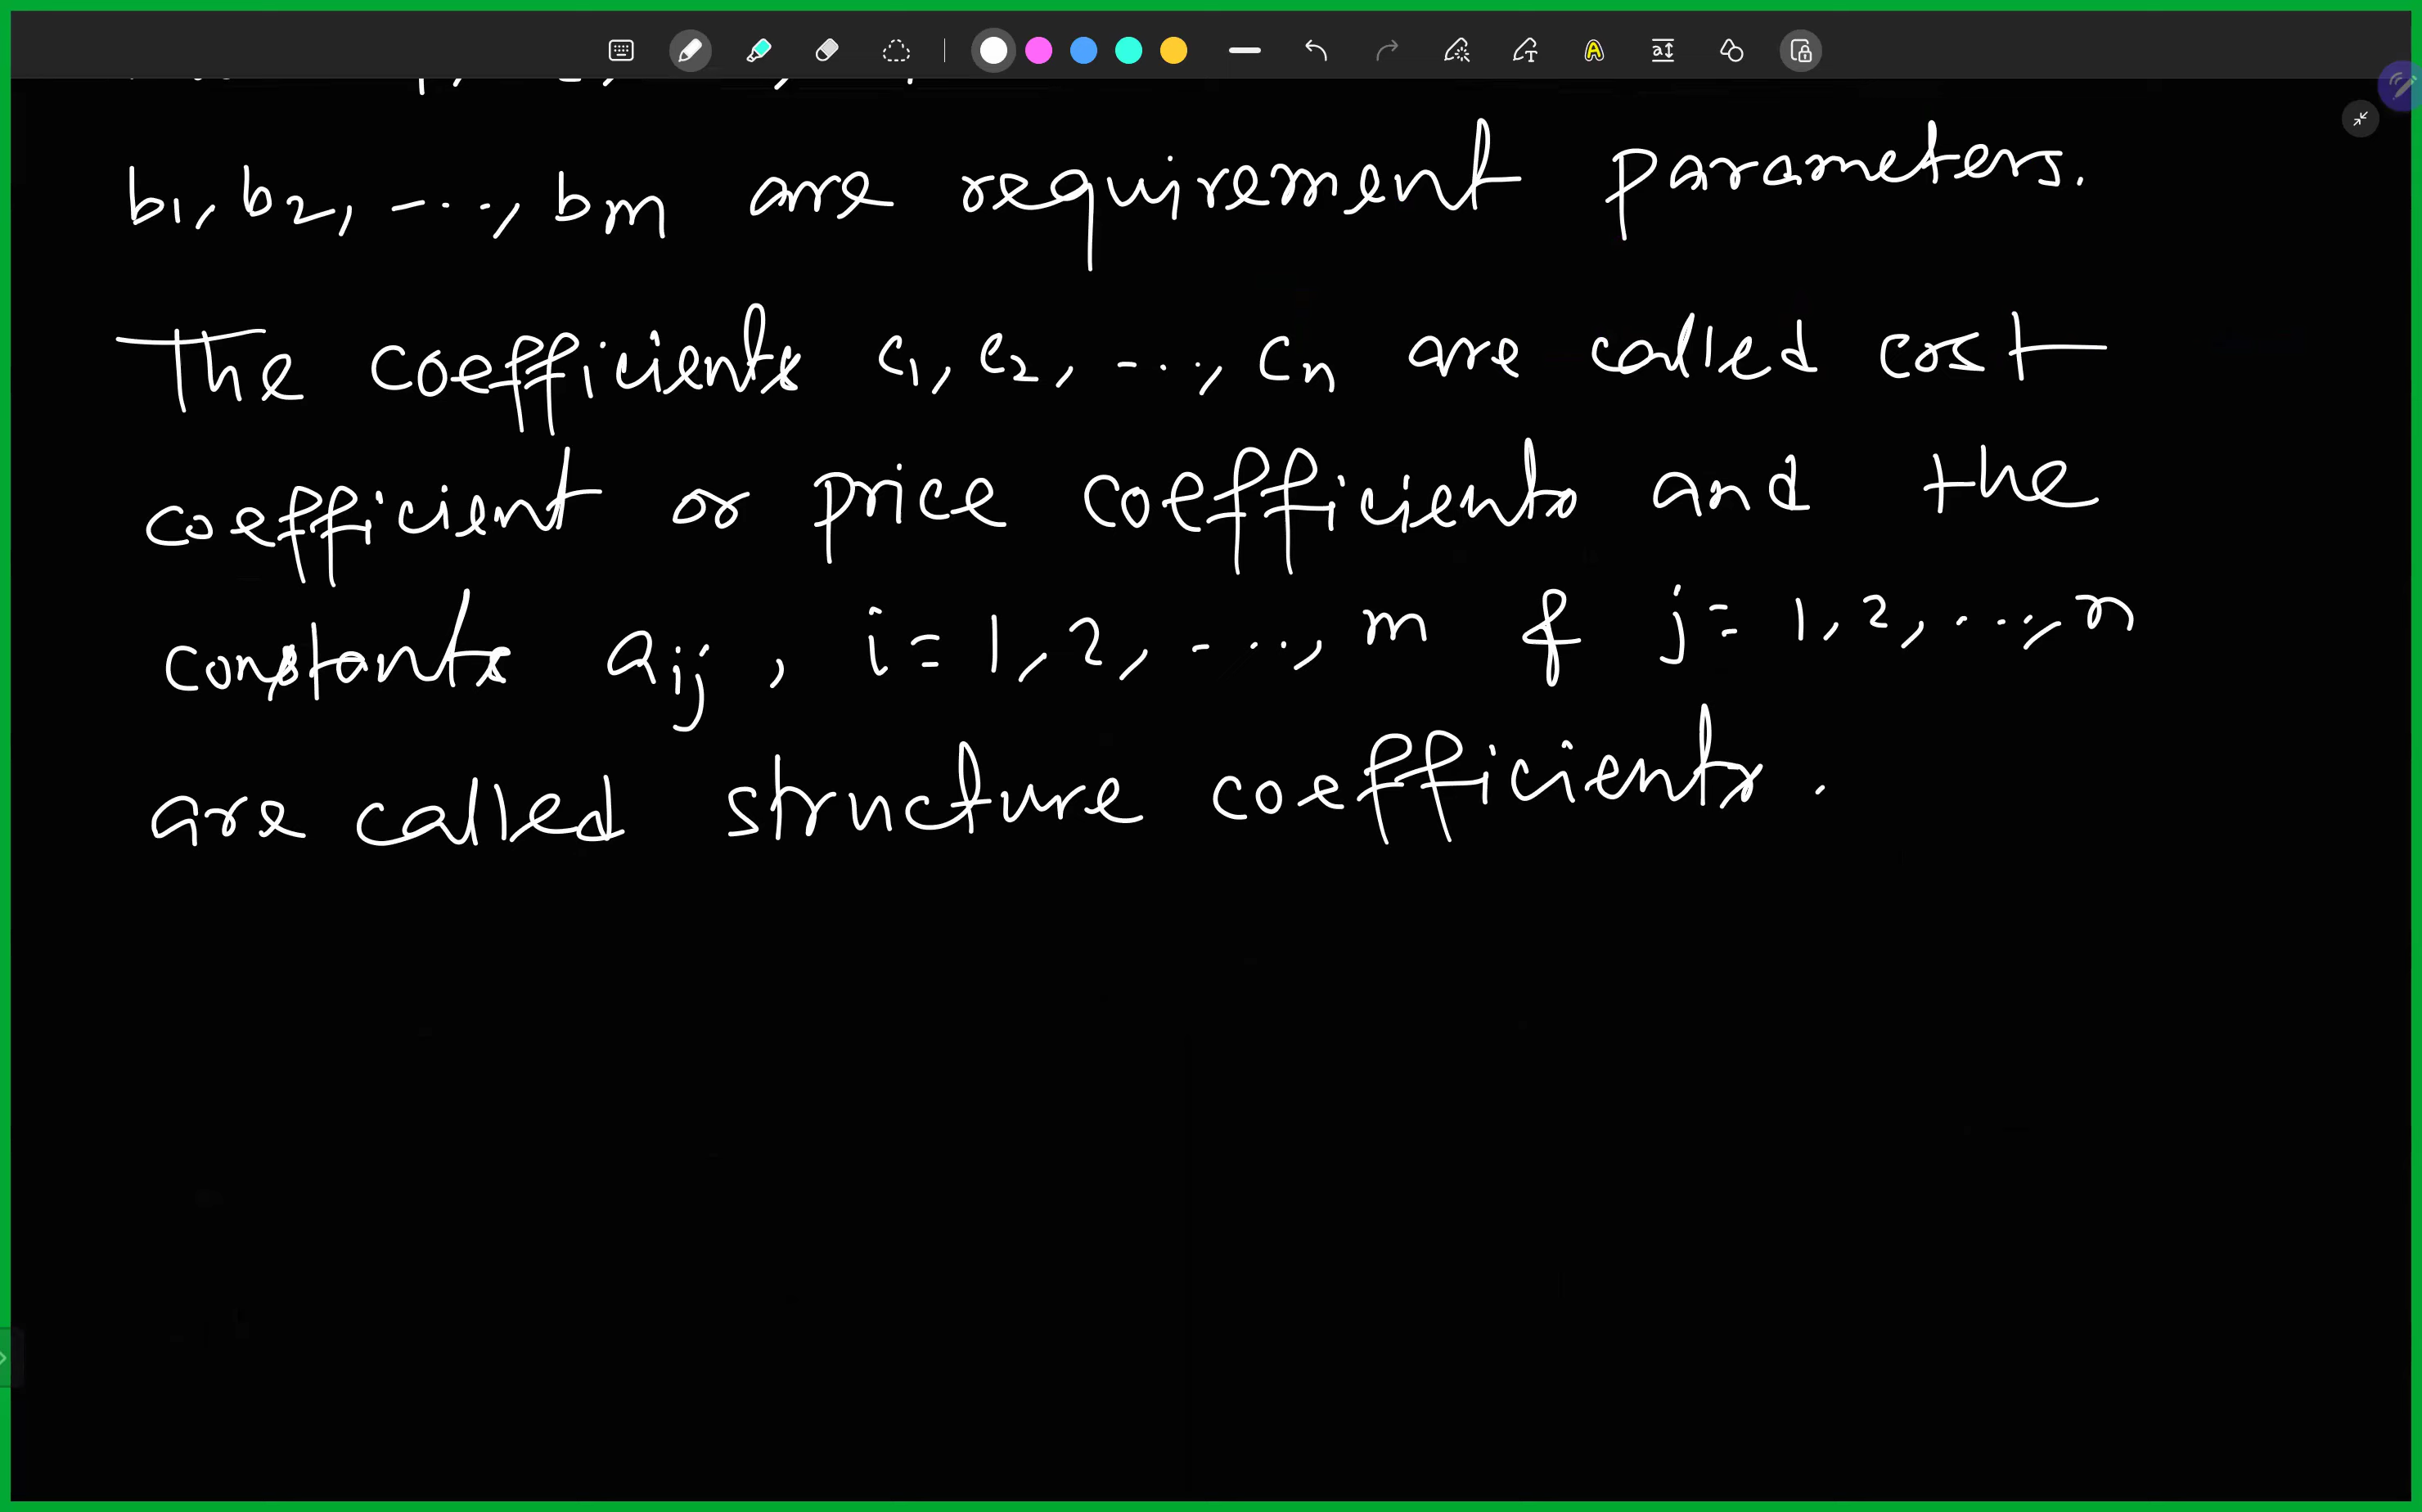 b1, b2, ---, bm are requirement parameters.
The coefficients c1, c2, ---, cn are called cost
coefficient or price coefficients and the
constants aij, i = 1, 2, ---, m & j = 1, 2, ..., n
are called structure coefficients.